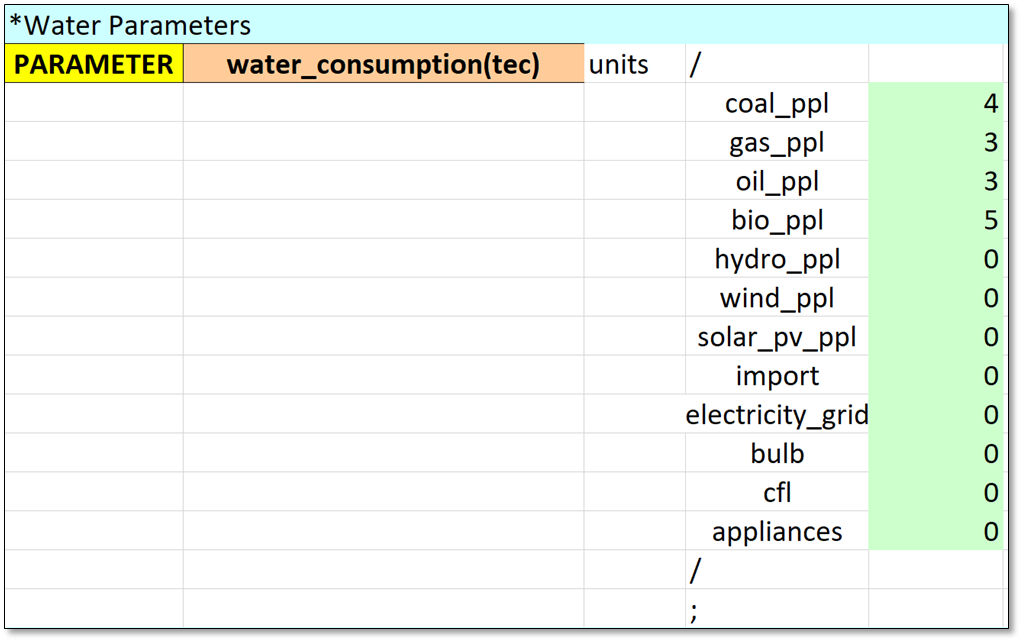 *Water Parameters
PARAMETER water_consumption(tec) units /
coal_ppl 4
gas_ppl 3
oil_ppl 3
bio_ppl 5
hydro_ppl 0
wind_ppl 0
solar_pv_ppl 0
import 0
electricity_grid 0
bulb 0
cfl 0
appliances 0
/
;